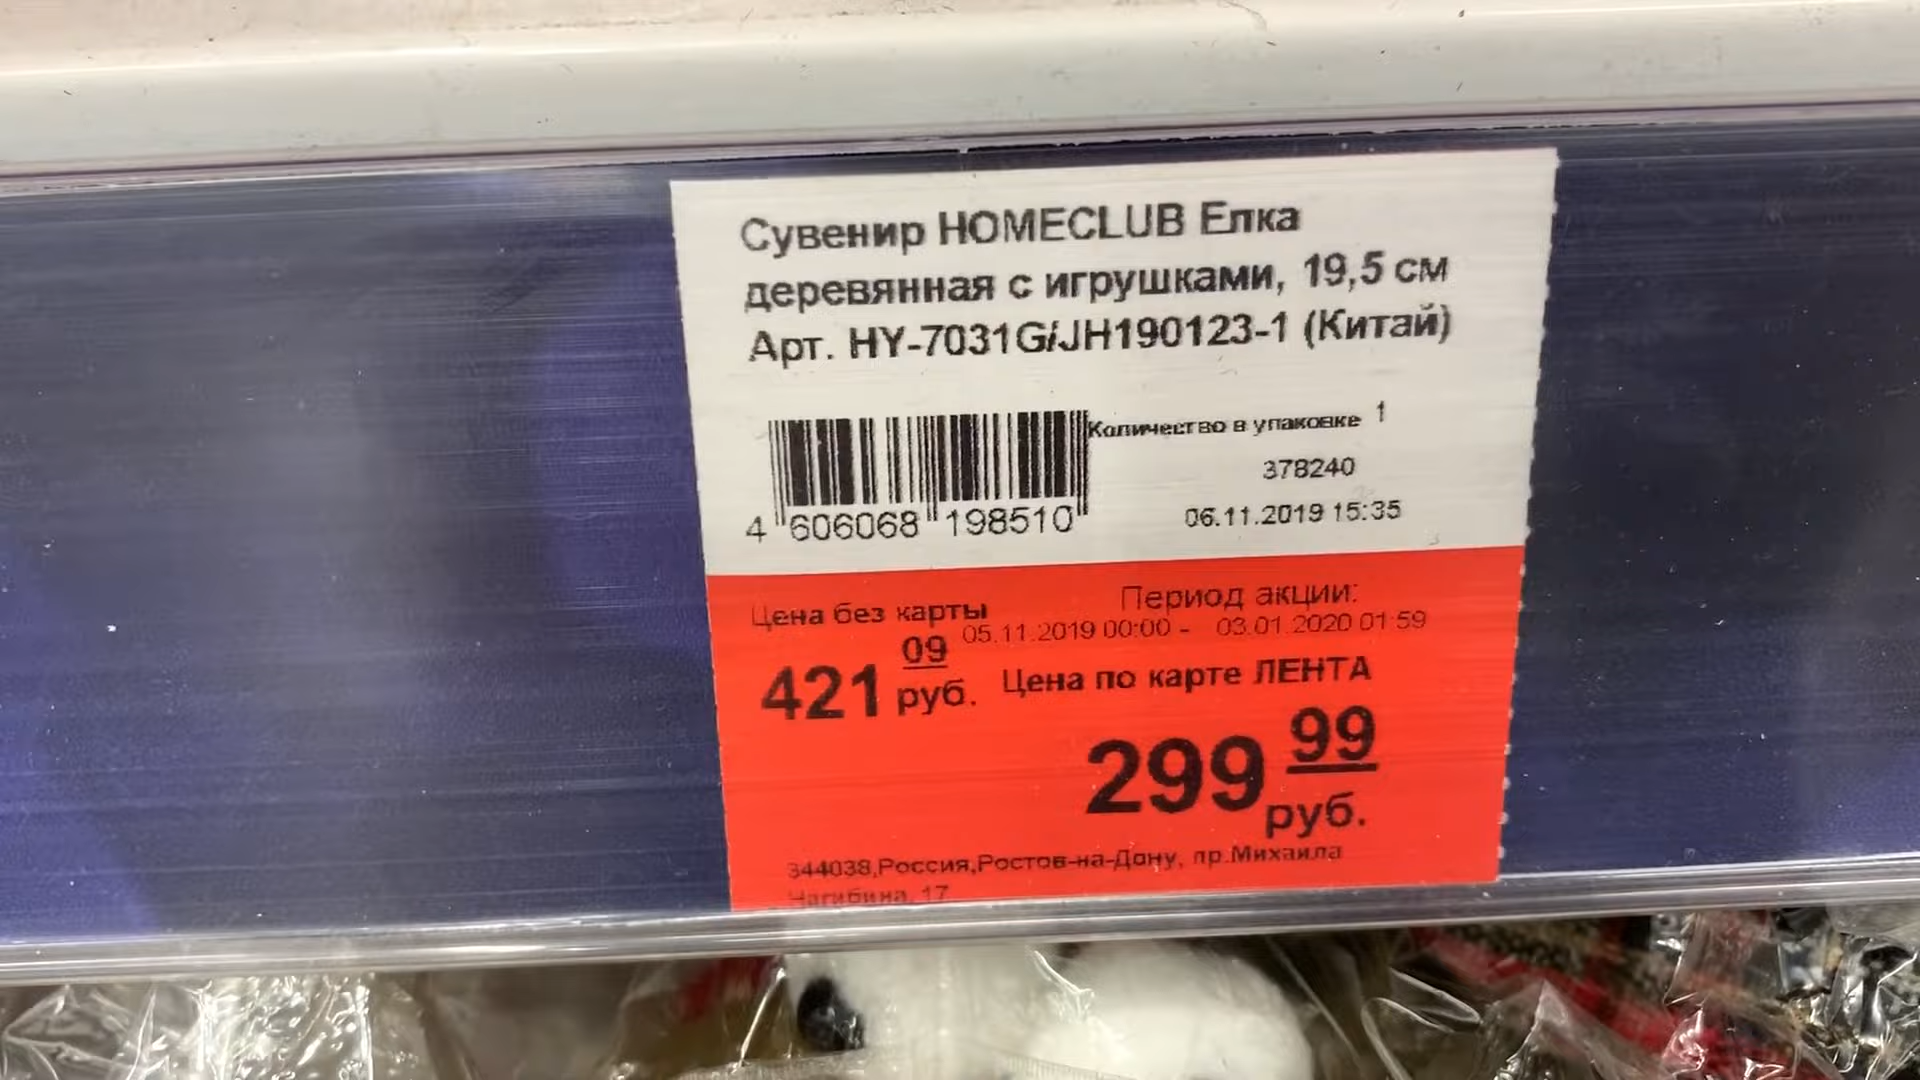 Сувенир HOMECLUB Елка
деревянная с игрушками, 19,5 см
Арт. HY-7031G/JH190123-1 (Китай)
Количество в упаковке 1
378240
06.11.2019 15:35
4 606068 198510
Цена без карты
421 09 руб.
Период акции:
05.11.2019 00:00 - 03.01.2020 01:59
Цена по карте ЛЕНТА
299 99
руб.
344038,Россия,Ростов-на-Дону, пр.Михаила
Нагибина, 17